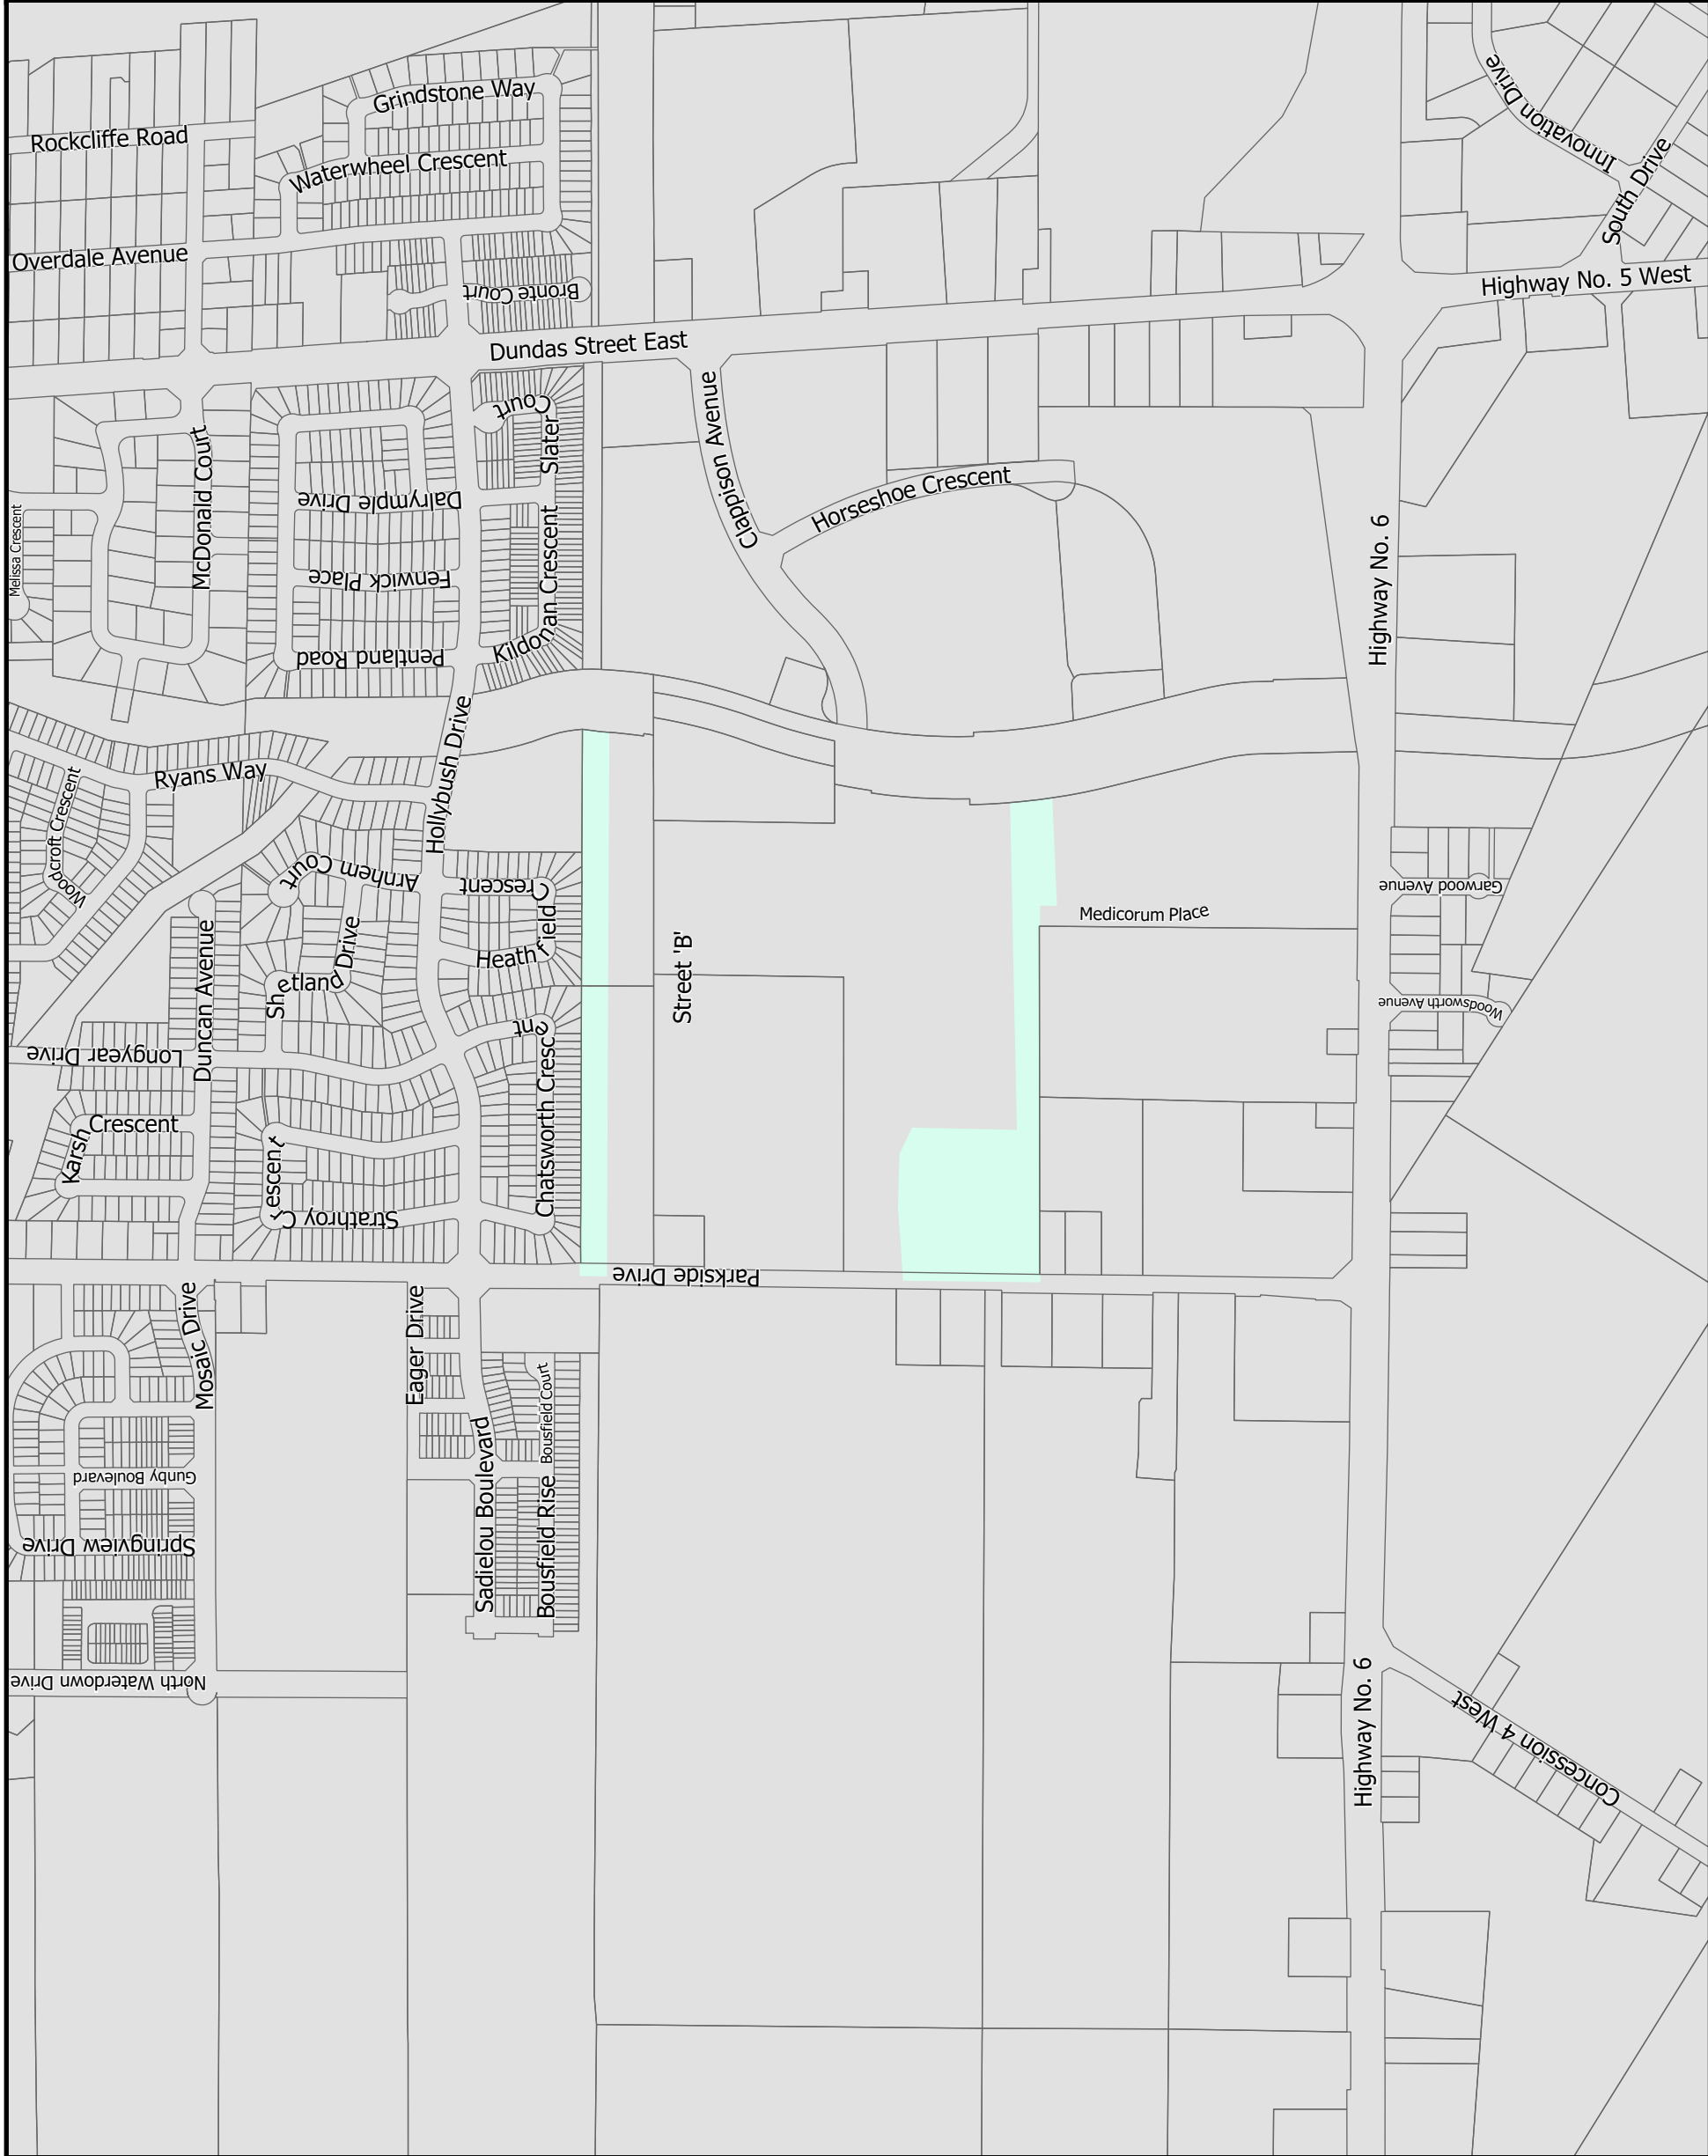 Grindstone Way
Innovation Drive
Rockcliffe Road
Waterwheel Crescent
South Drive
Overdale Avenue
Bronte Court
Highway No. 5 West
Dundas Street East
Court
Slater
Clappison Avenue
McDonald Court
Dalrymple Drive
Horseshoe Crescent
Melissa Crescent
Fenwick Place
Kildonan Crescent
Highway No. 6
Pentland Road
Hollybush Drive
Ryans Way
Woodcroft Crescent
Arnhem Court
Heathfield Crescent
Garwood Avenue
Medicorum Place
Shetland Drive
Street 'B'
Duncan Avenue
Woodsworth Avenue
Longyear Drive
Chatsworth Crescent
Karsh Crescent
Strathroy Crescent
Parkside Drive
Mosaic Drive
Eager Drive
Bousfield Court
Gunby Boulevard
Sadielou Boulevard
Bousfield Rise
Springview Drive
North Waterdown Drive
Highway No. 6
Concession 4 West